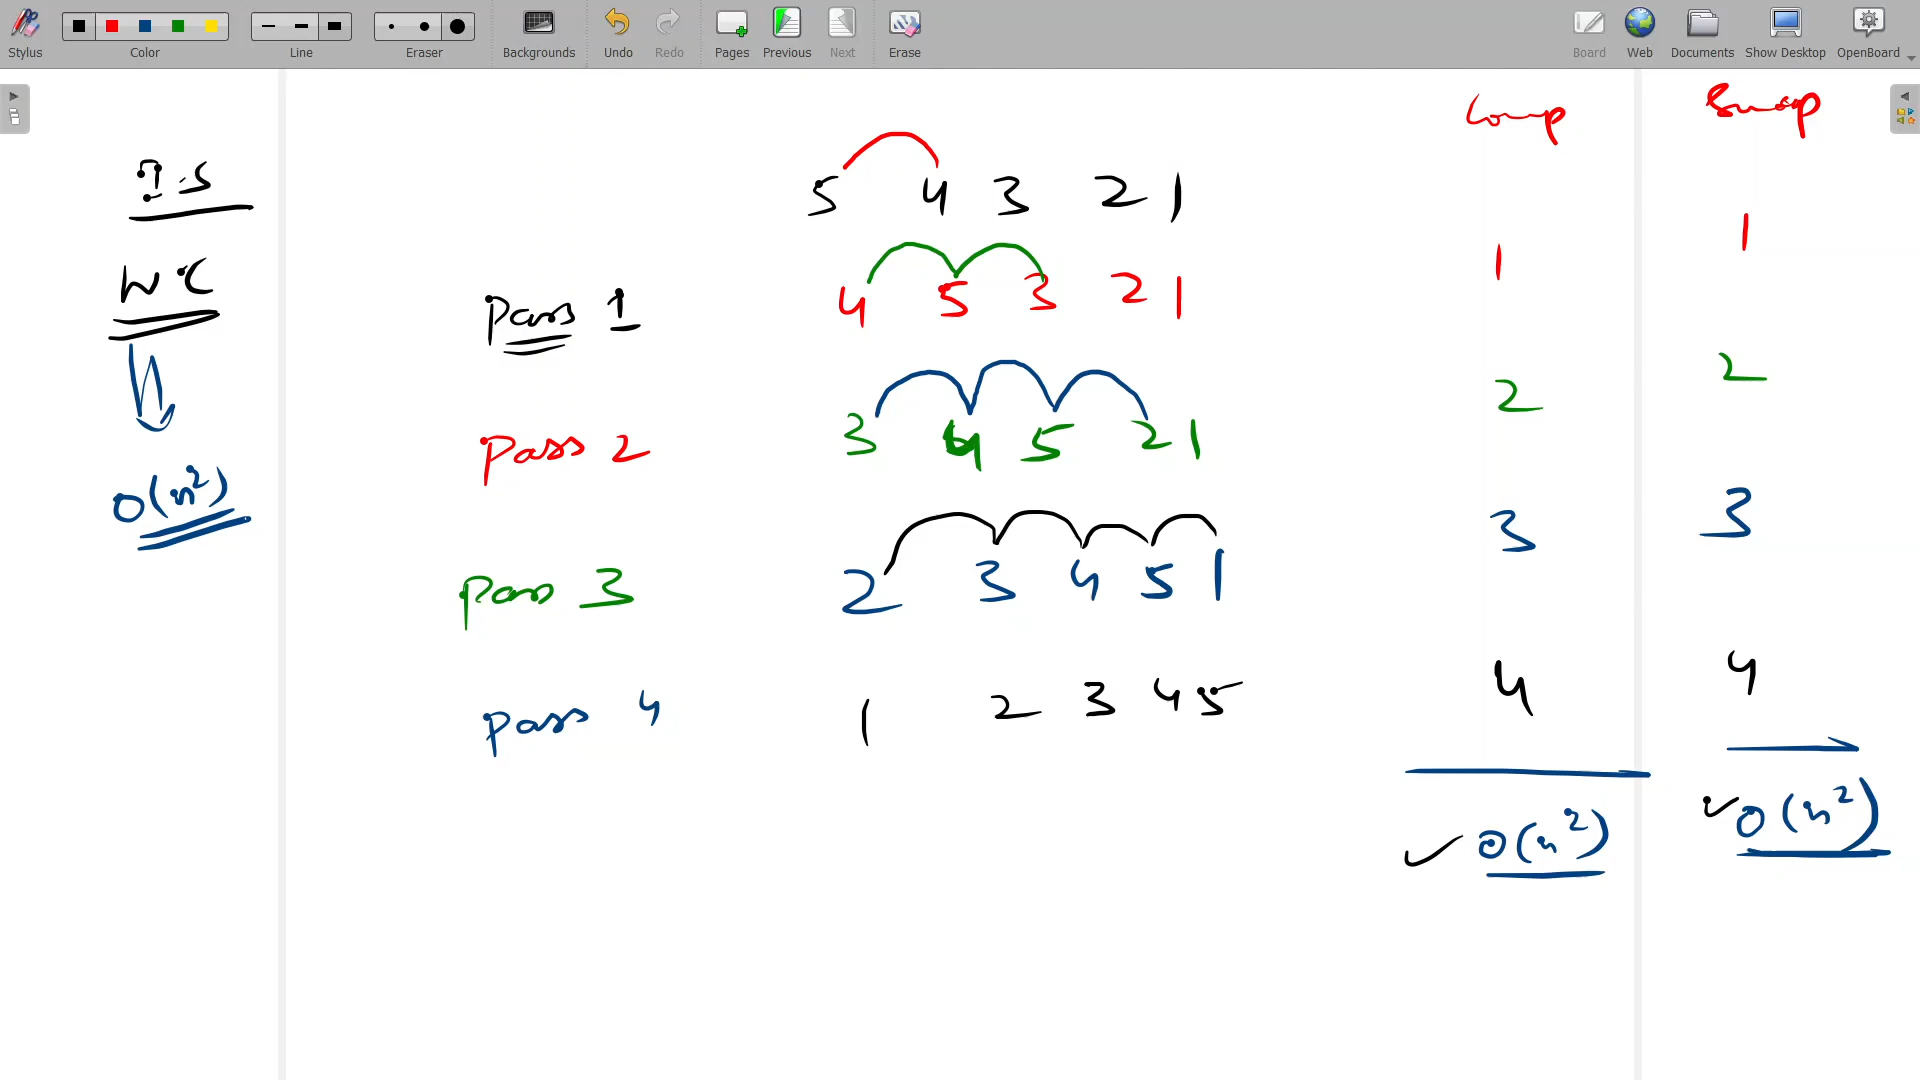 Stylus Color Line Eraser Backgrounds Undo Redo Pages Previous Next Erase Board Web Documents Show Desktop OpenBoard
Comp Swap
I.S
5 4 3 2 1
WC
Pass 1 4 5 3 2 1 1 1
Pass 2 3 4 5 2 1 2 2
O(n²)
Pass 3 2 3 4 5 1 3 3
Pass 4 1 2 3 4 5 4 4
O(n²) O(n²)